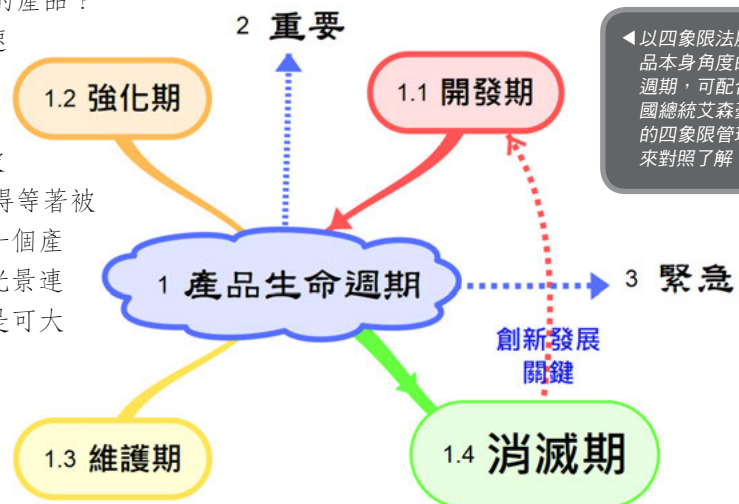 的產品？
得等著被
一個產
光景連
是可大
2 重要
1.2 強化期
1.1 開發期
1 產品生命週期
3 緊急
創新發展
關鍵
1.3 維護期
1.4 消滅期
◀以四象限法
品本身角度
週期，可配
國總統艾森
的四象限管
來對照了解